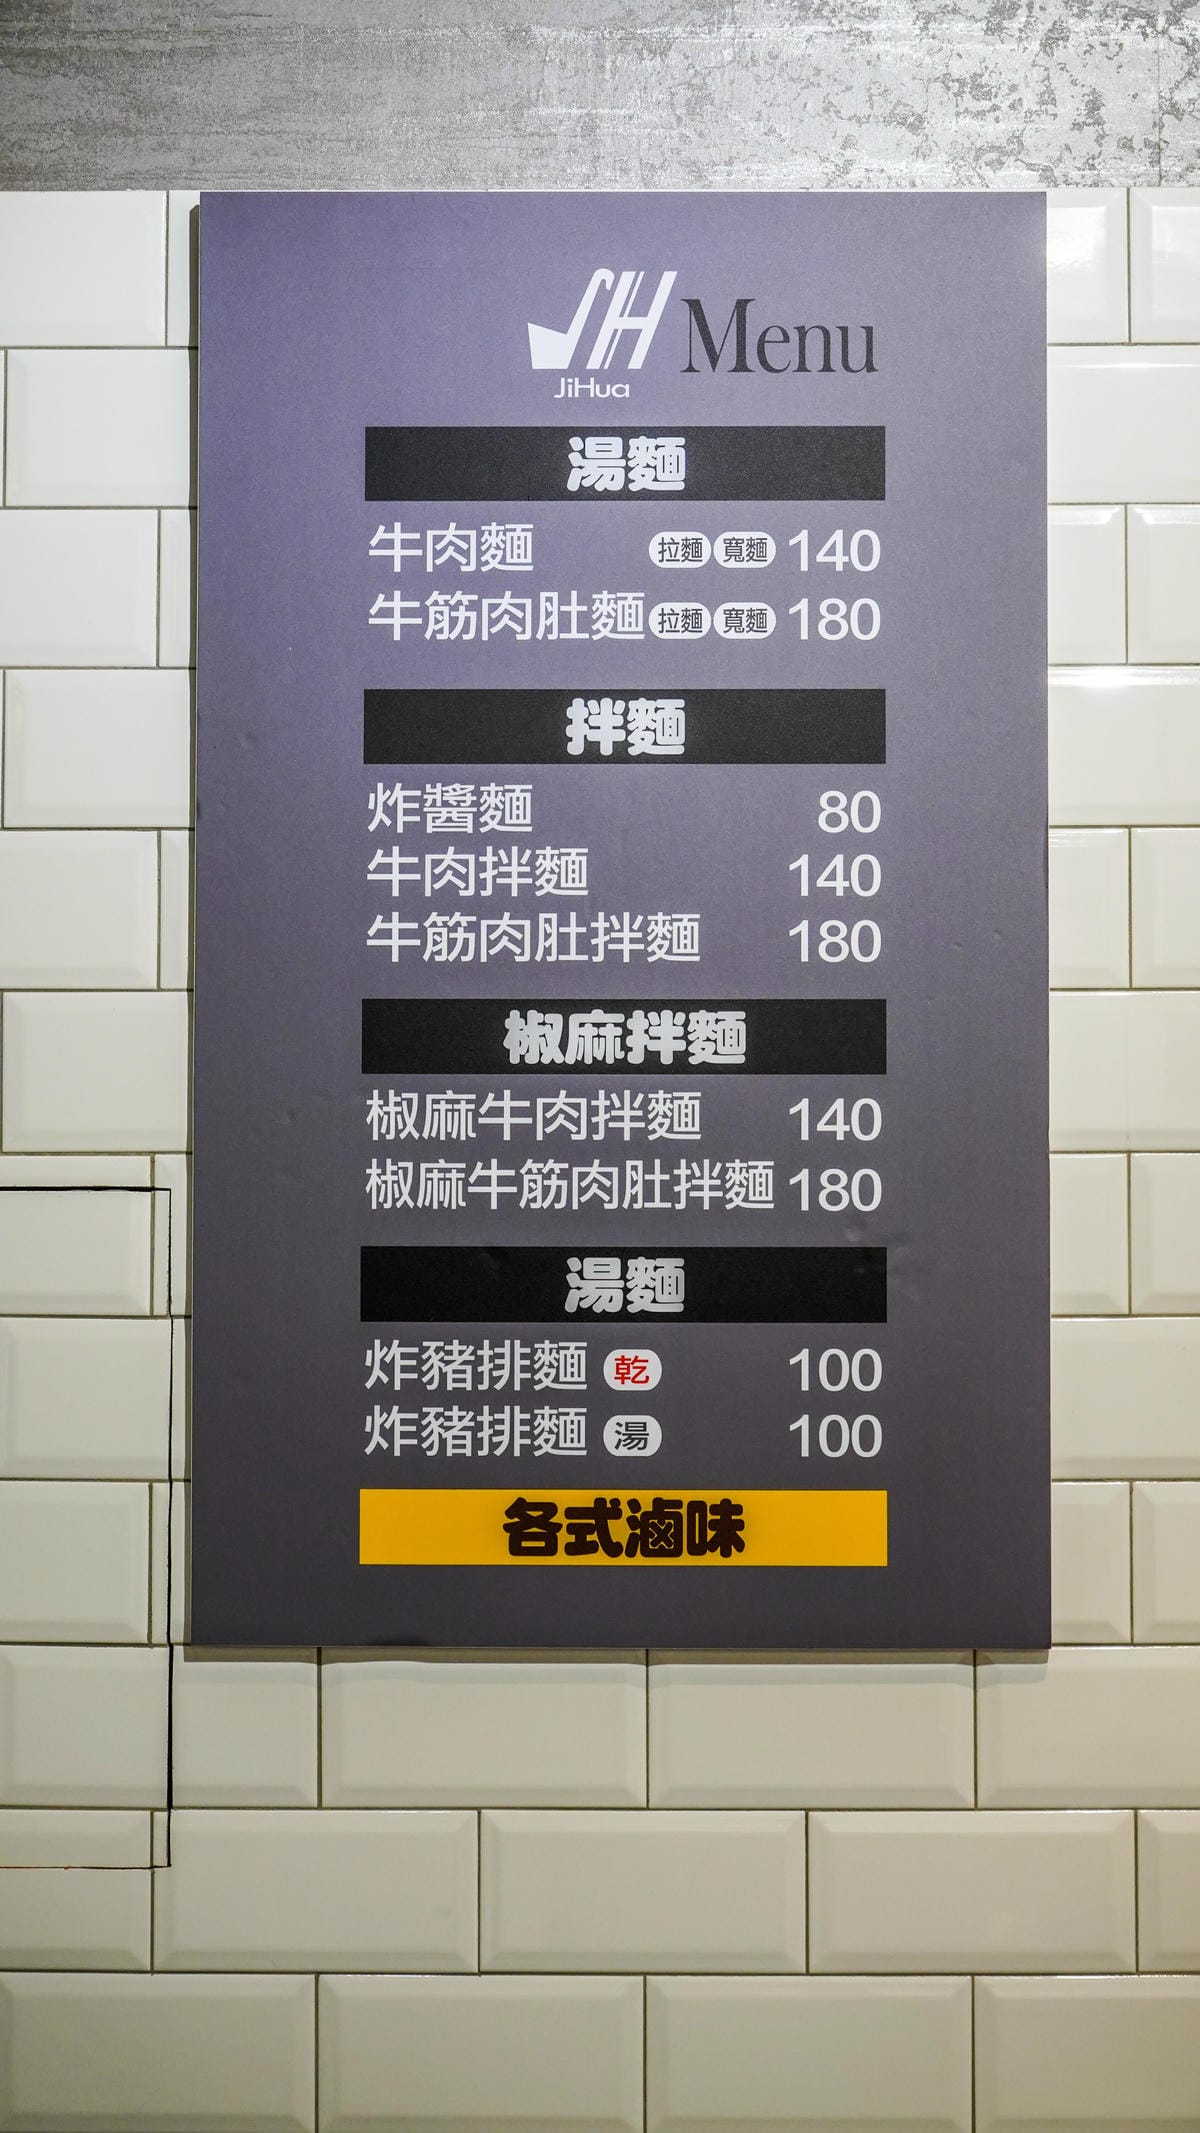 JH Menu
JiHua
湯麵
牛肉麵 拉麵 寬麵 140
牛筋肉肚麵 拉麵 寬麵 180
拌麵
炸醬麵 80
牛肉拌麵 140
牛筋肉肚拌麵 180
椒麻拌麵
椒麻牛肉拌麵 140
椒麻牛筋肉肚拌麵 180
湯麵
炸豬排麵 乾 100
炸豬排麵 湯 100
各式滷味